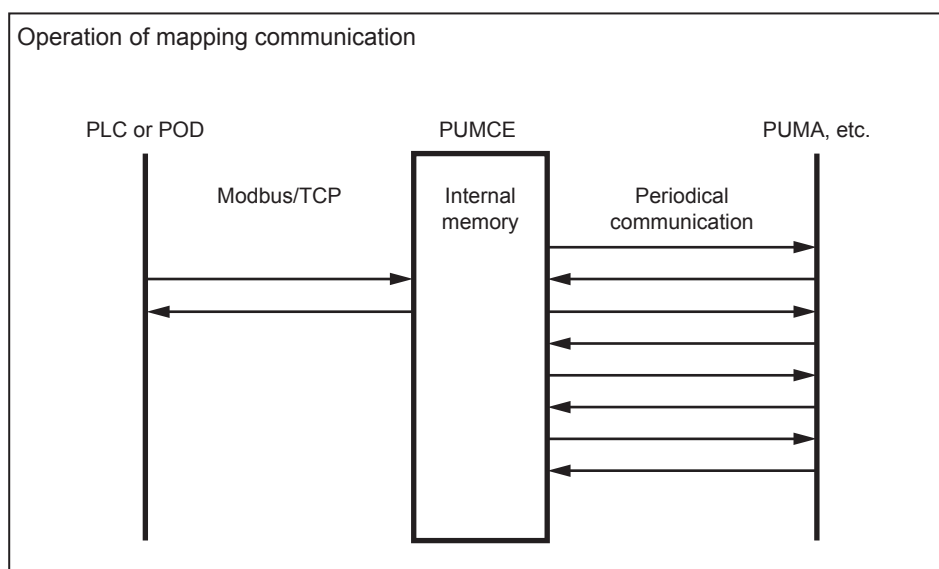 Operation of mapping communication
PLC or POD
PUMCE
PUMA, etc.
Modbus/TCP
Internal
memory
Periodical
communication